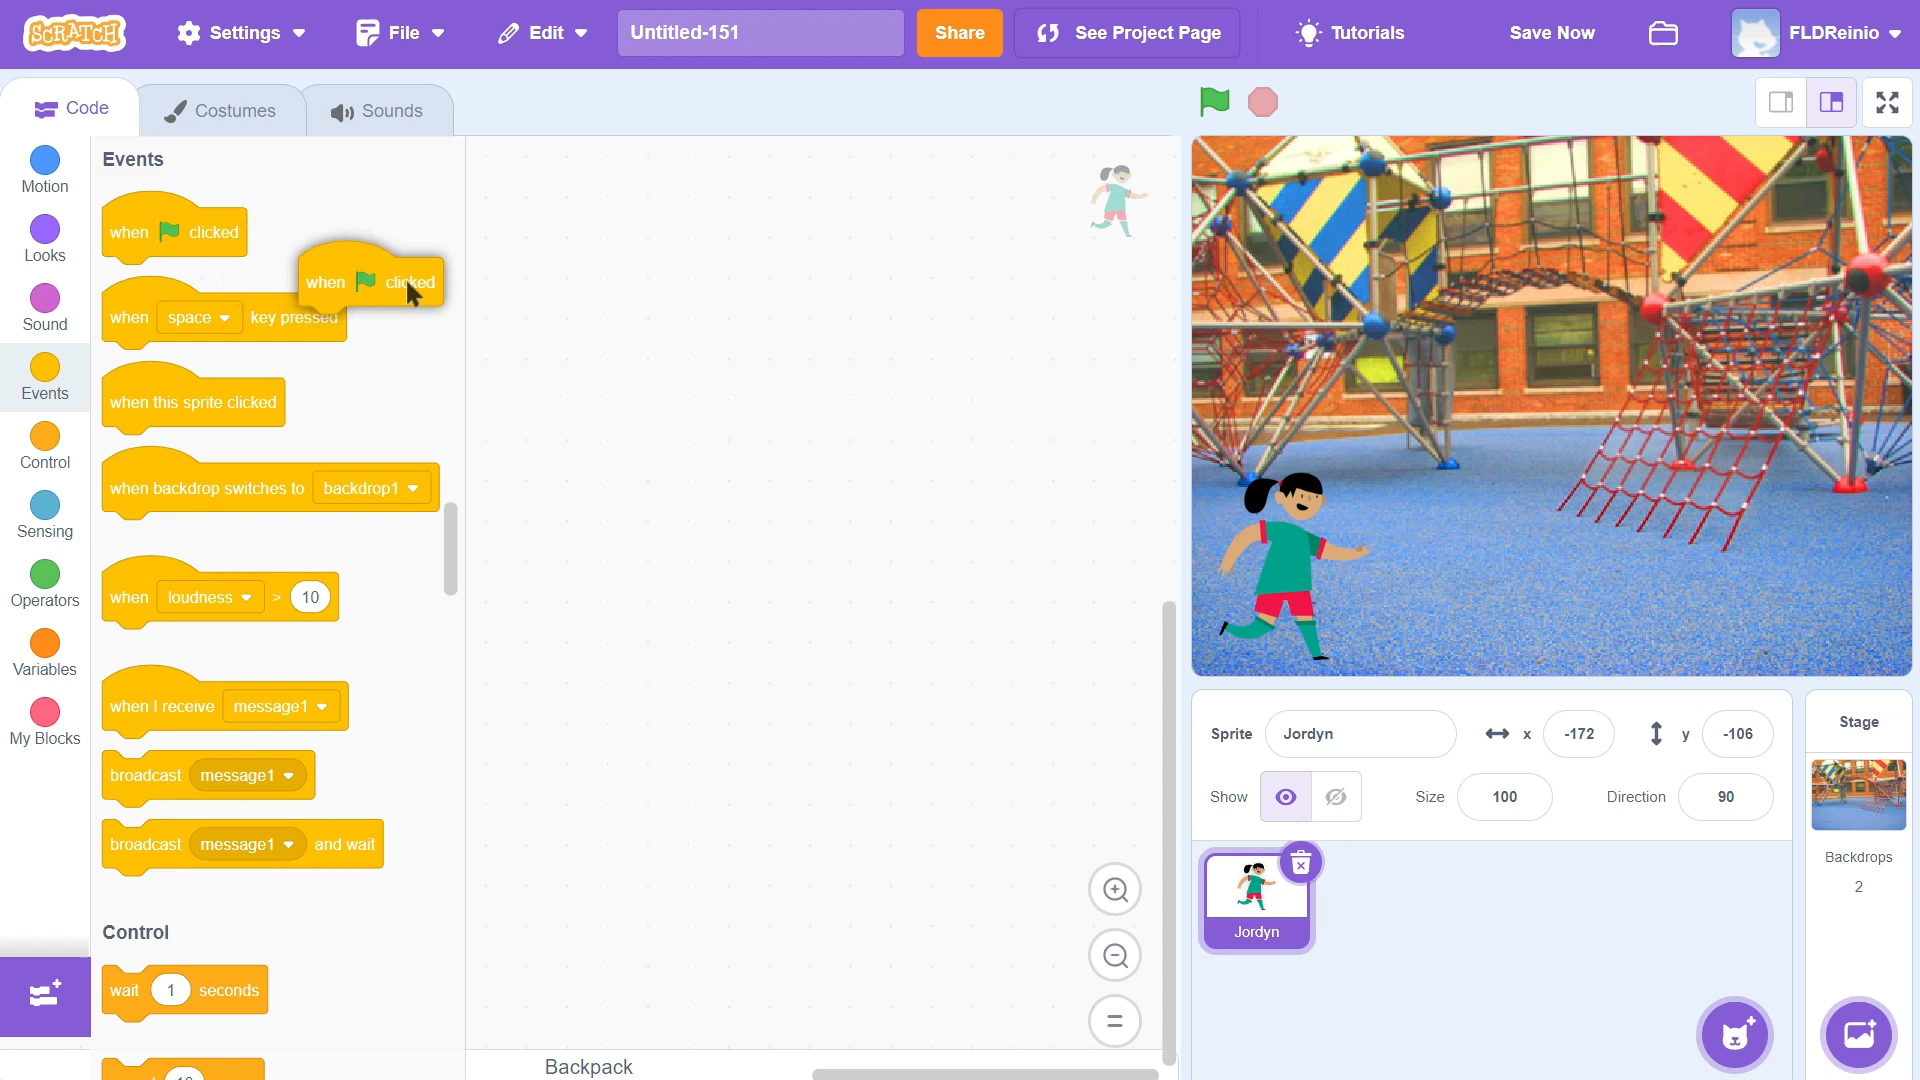 SCRATCH Settings File Edit Untitled-151 Share See Project Page Tutorials Save Now FLDReinio
Code Costumes Sounds
Motion
Looks
Sound
Events
Control
Sensing
Operators
Variables
My Blocks
Events
when clicked
when clicked
when space key pressed
when this sprite clicked
when backdrop switches to backdrop1
when loudness > 10
when I receive message1
broadcast message1
broadcast message1 and wait
Control
wait 1 seconds
10
Backpack
Sprite Jordyn x -172 y -106
Show Size 100 Direction 90
Jordyn
Stage
Backdrops
2